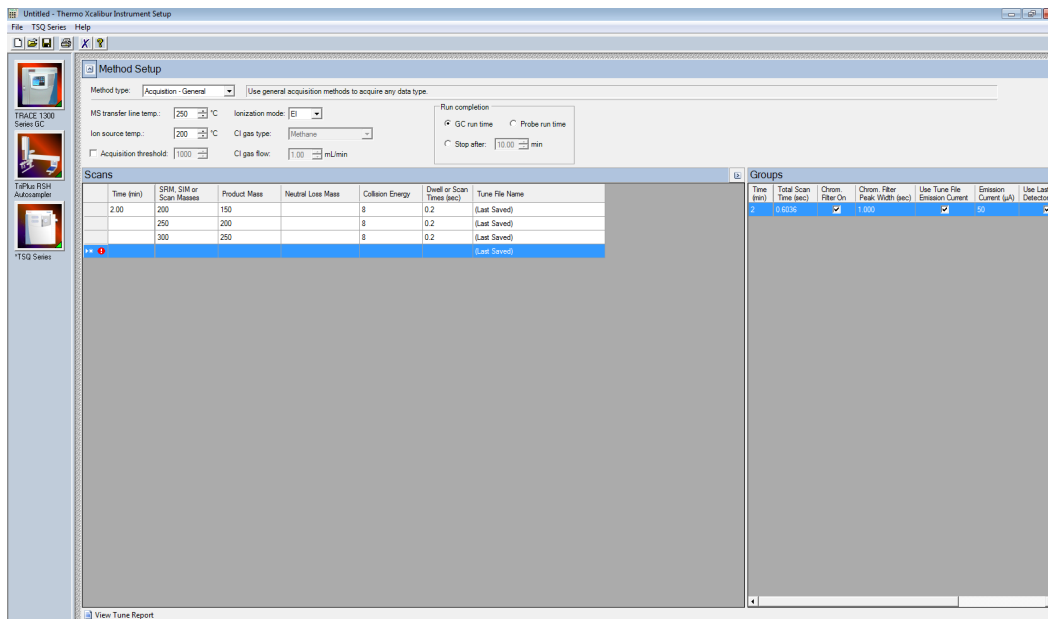 Untitled - Thermo Xcalibur Instrument Setup
File TSQ Series Help
TRACE 1300
Series GC
TriPlus RSH
Autosampler
*TSQ Series
Method Setup
Method type: Acquisition - General Use general acquisition methods to acquire any data type.
MS transfer line temp.: 250 °C Ionization mode: EI
Ion source temp.: 200 °C CI gas type: Methane
Acquisition threshold: 1000 CI gas flow: 1.00 mL/min
Run completion
GC run time Probe run time
Stop after: 10.00 min
Scans
Time (min) SRM, SIM or Scan Masses Product Mass Neutral Loss Mass Collision Energy Dwell or Scan Times (sec) Tune File Name
2.00 200 150 8 0.2 (Last Saved)
250 200 8 0.2 (Last Saved)
300 250 8 0.2 (Last Saved)
(Last Saved)
Groups
Time (min) Total Scan Time (sec) Chrom. Filter On Chrom. Filter Peak Width (sec) Use Tune File Emission Current Emission Current (µA) Use Last Detector
2 0.6036 1.000 50
View Tune Report